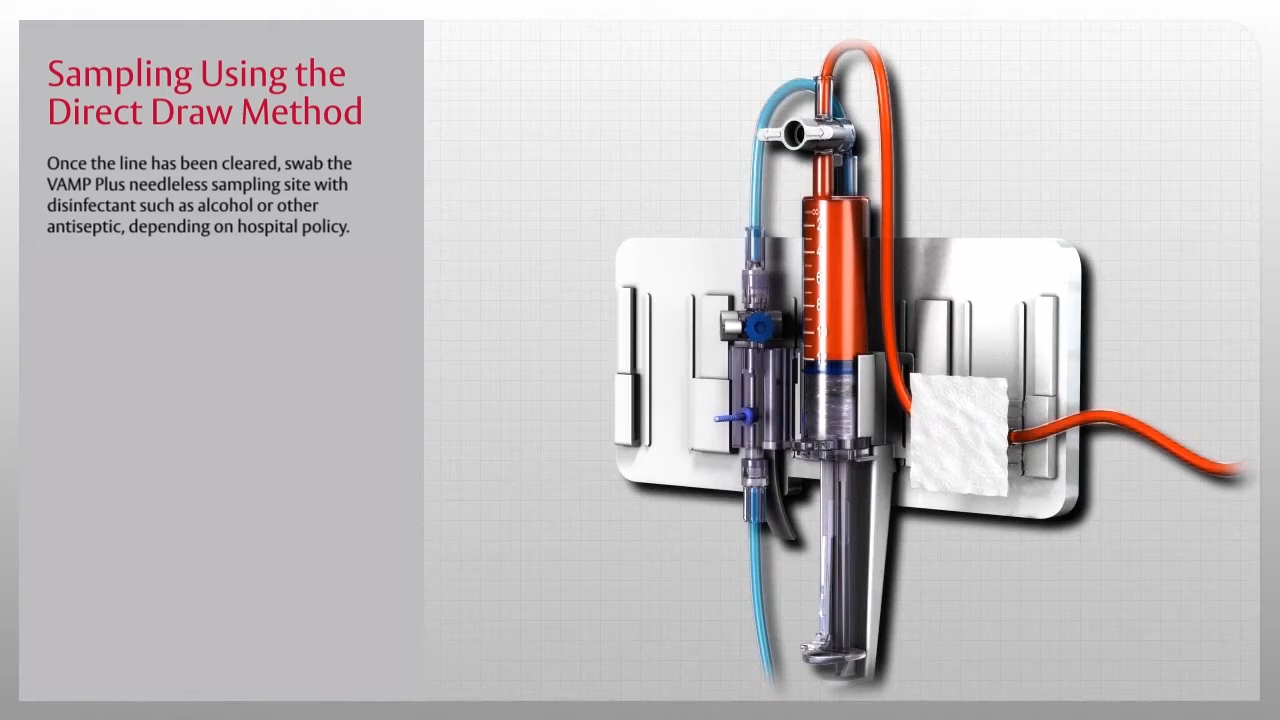 Sampling Using the
Direct Draw Method
Once the line has been cleared, swab the
VAMP Plus needleless sampling site with
disinfectant such as alcohol or other
antiseptic, depending on hospital policy.